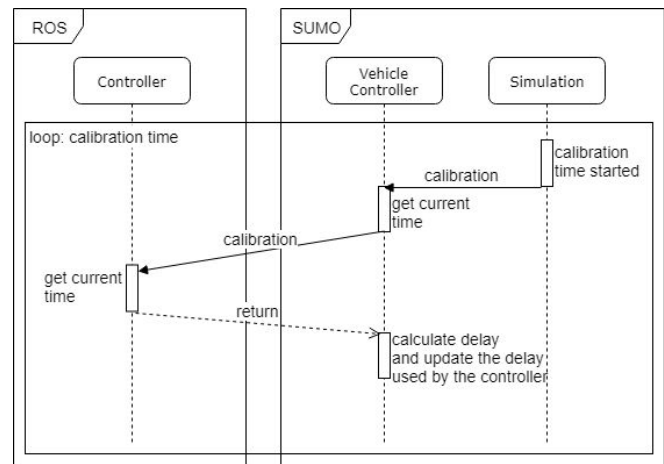 ROS
SUMO
Controller
Vehicle
Controller
Simulation
loop: calibration time
calibration
time started
calibration
get current
time
calibration
get current
time
return
calculate delay
and update the delay
used by the controller